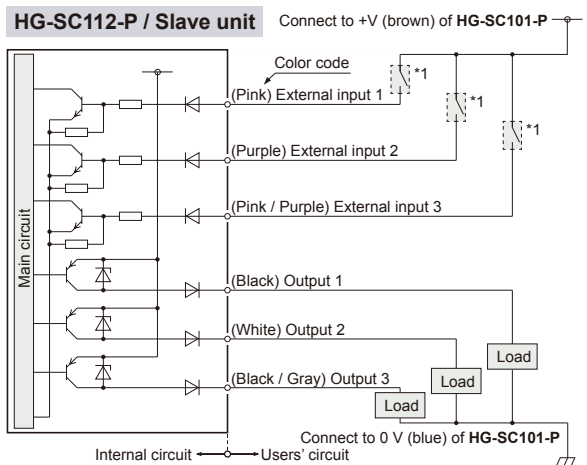 HG-SC112-P / Slave unit
Connect to +V (brown) of HG-SC101-P
Color code
(Pink) External input 1
*1
*1
*1
(Purple) External input 2
(Pink / Purple) External input 3
Main circuit
(Black) Output 1
(White) Output 2
(Black / Gray) Output 3
Load
Load
Load
Connect to 0 V (blue) of HG-SC101-P
Internal circuit
Users' circuit